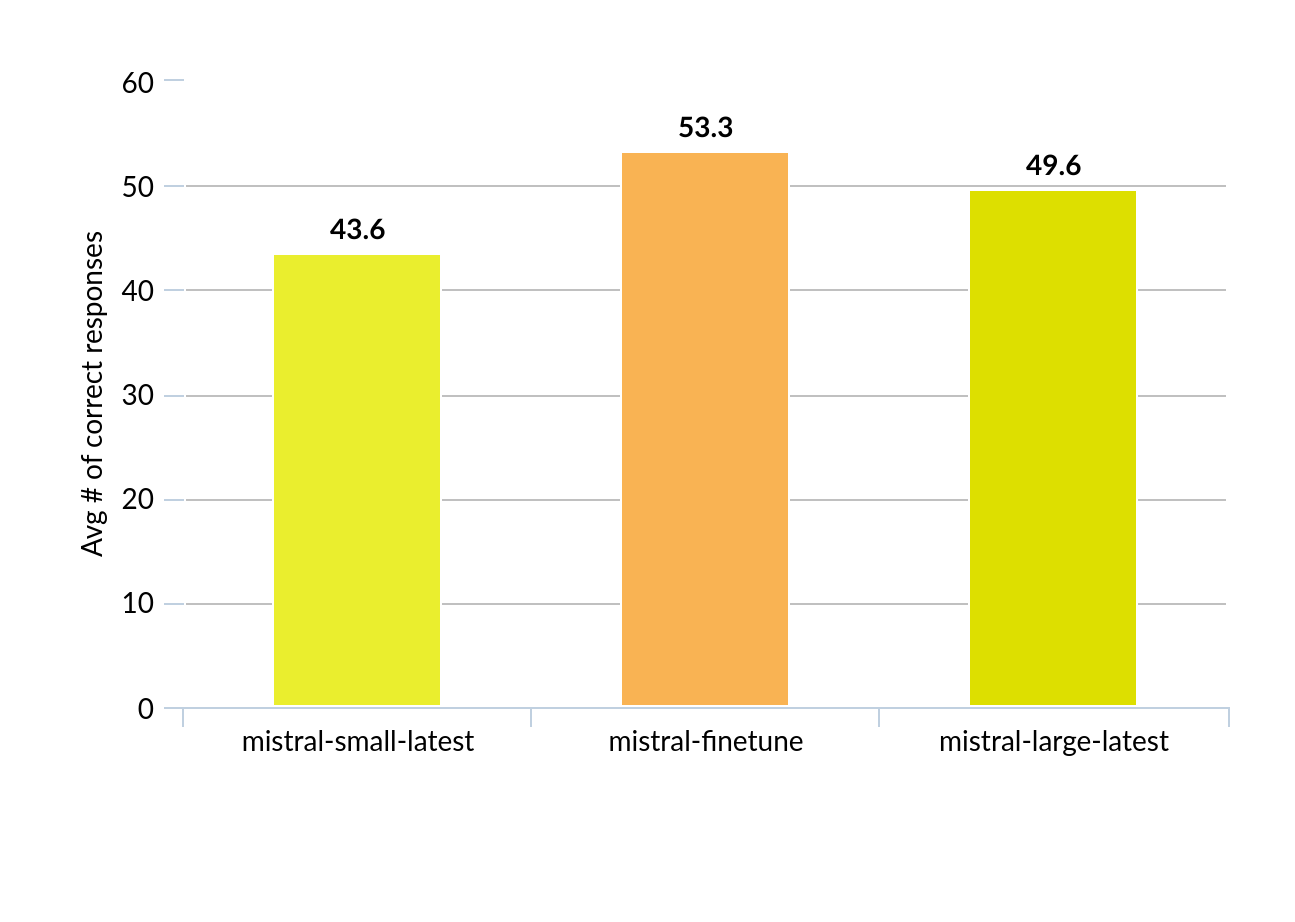 60
53.3
49.6
50
43.6
40
Avg # of correct responses
30
20
10
0
mistral-small-latest
mistral-finetune
mistral-large-latest